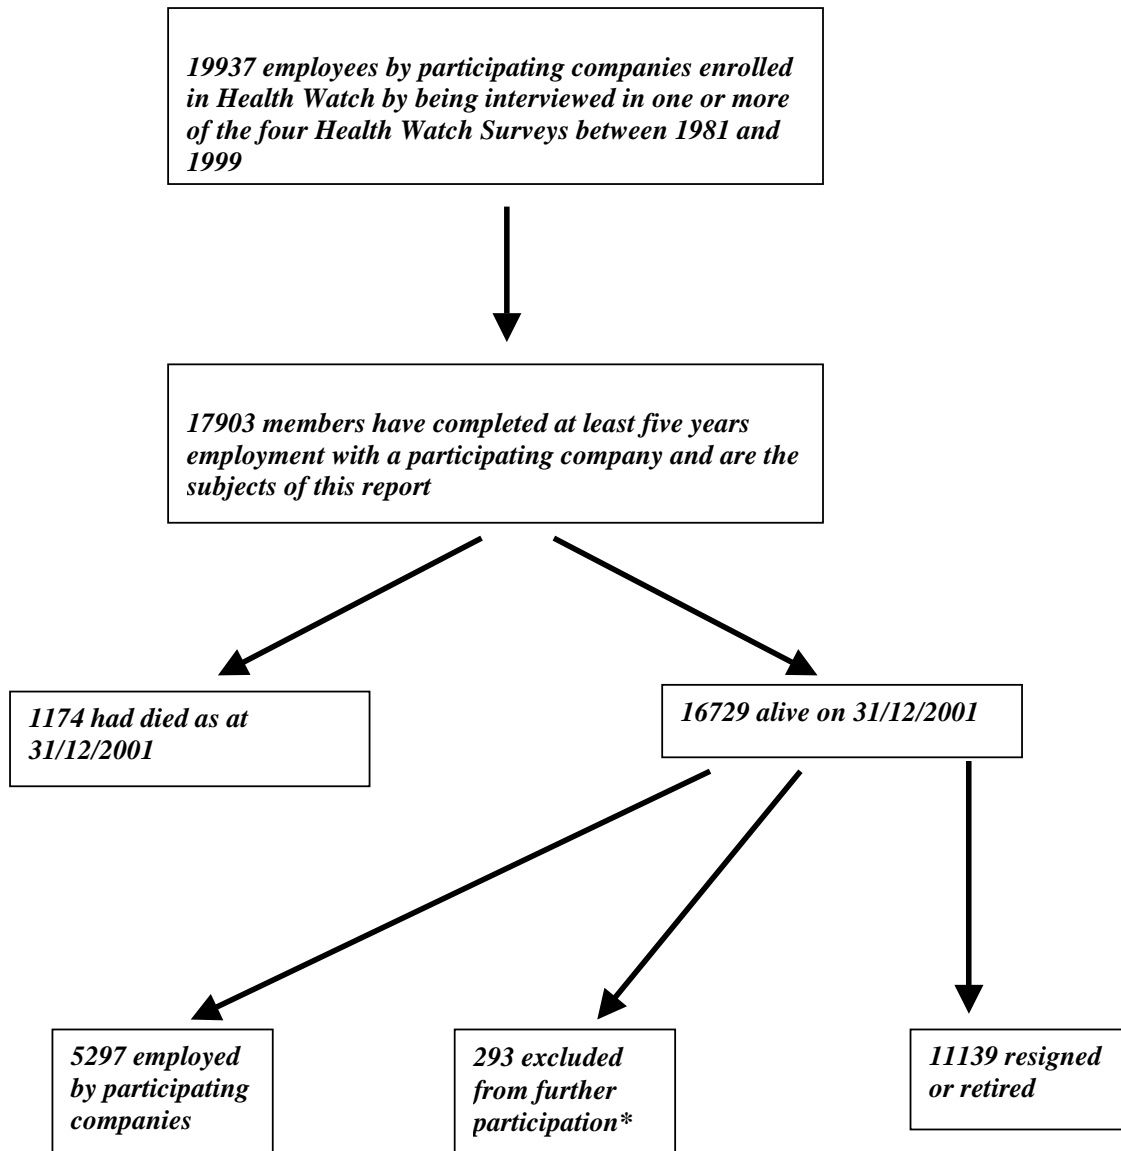 19937 employees by participating companies enrolled
in Health Watch by being interviewed in one or more
of the four Health Watch Surveys between 1981 and
1999
17903 members have completed at least five years
employment with a participating company and are the
subjects of this report
1174 had died as at
31/12/2001
16729 alive on 31/12/2001
5297 employed
by participating
companies
293 excluded
from further
participation*
11139 resigned
or retired